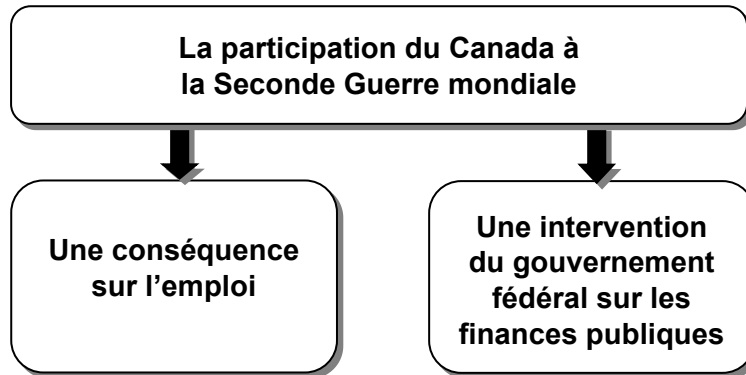 La participation du Canada à
la Seconde Guerre mondiale
Une conséquence
sur l’emploi
Une intervention
du gouvernement
fédéral sur les
finances publiques